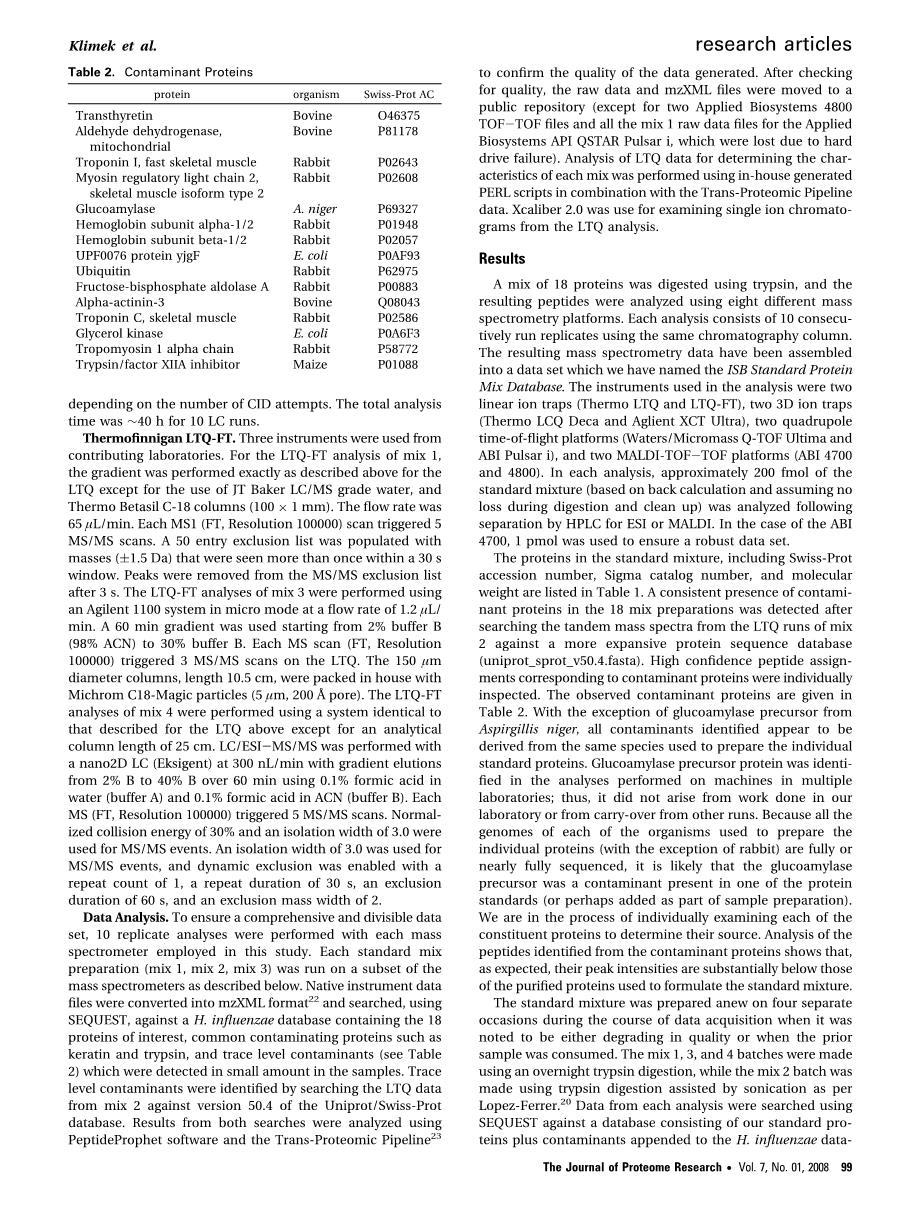 Klimek et al.
research articles
Table 2. Contaminant Proteins
protein organism Swiss-Prot AC
Transthyretin Bovine O46375
Aldehyde dehydrogenase, Bovine P81178
mitochondrial
Troponin I, fast skeletal muscle Rabbit P02643
Myosin regulatory light chain 2, Rabbit P02608
skeletal muscle isoform type 2
Glucoamylase A. niger P69327
Hemoglobin subunit alpha-1/2 Rabbit P01948
Hemoglobin subunit beta-1/2 Rabbit P02057
UPF0076 protein yjgF E. coli P0AF93
Ubiquitin Rabbit P62975
Fructose-bisphosphate aldolase A Rabbit P00883
Alpha-actinin-3 Bovine Q08043
Troponin C, skeletal muscle Rabbit P02586
Glycerol kinase E. coli P0A6F3
Tropomyosin 1 alpha chain Rabbit P58772
Trypsin/factor XIIA inhibitor Maize P01088
depending on the number of CID attempts. The total analysis
time was ∼40 h for 10 LC runs.
Thermofinnigan LTQ-FT. Three instruments were used from
contributing laboratories. For the LTQ-FT analysis of mix 1,
the gradient was performed exactly as described above for the
LTQ except for the use of JT Baker LC/MS grade water, and
Thermo Betasil C-18 columns (100 × 1 mm). The flow rate was
65 μL/min. Each MS1 (FT, Resolution 100000) scan triggered 5
MS/MS scans. A 50 entry exclusion list was populated with
masses (±1.5 Da) that were seen more than once within a 30 s
window. Peaks were removed from the MS/MS exclusion list
after 3 s. The LTQ-FT analyses of mix 3 were performed using
an Agilent 1100 system in micro mode at a flow rate of 1.2 μL/
min. A 60 min gradient was used starting from 2% buffer B
(98% ACN) to 30% buffer B. Each MS scan (FT, Resolution
100000) triggered 3 MS/MS scans on the LTQ. The 150 μm
diameter columns, length 10.5 cm, were packed in house with
Michrom C18-Magic particles (5 μm, 200 Å pore). The LTQ-FT
analyses of mix 4 were performed using a system identical to
that described for the LTQ above except for an analytical
column length of 25 cm. LC/ESI−MS/MS was performed with
a nano2D LC (Eksigent) at 300 nL/min with gradient elutions
from 2% B to 40% B over 60 min using 0.1% formic acid in
water (buffer A) and 0.1% formic acid in ACN (buffer B). Each
MS (FT, Resolution 100000) triggered 5 MS/MS scans. Normal-
ized collision energy of 30% and an isolation width of 3.0 were
used for MS/MS events. An isolation width of 3.0 was used for
MS/MS events, and dynamic exclusion was enabled with a
repeat count of 1, a repeat duration of 30 s, an exclusion
duration of 60 s, and an exclusion mass width of 2.
Data Analysis. To ensure a comprehensive and divisible data
set, 10 replicate analyses were performed with each mass
spectrometer employed in this study. Each standard mix
preparation (mix 1, mix 2, mix 3) was run on a subset of the
mass spectrometers as described below. Native instrument data
files were converted into mzXML format22 and searched, using
SEQUEST, against a H. influenzae database containing the 18
proteins of interest, common contaminating proteins such as
keratin and trypsin, and trace level contaminants (see Table
2) which were detected in small amount in the samples. Trace
level contaminants were identified by searching the LTQ data
from mix 2 against version 50.4 of the Uniprot/Swiss-Prot
database. Results from both searches were analyzed using
PeptideProphet software and the Trans-Proteomic Pipeline23
to confirm the quality of the data generated. After checking
for quality, the raw data and mzXML files were moved to a
public repository (except for two Applied Biosystems 4800
TOF−TOF files and all the mix 1 raw data files for the Applied
Biosystems API QSTAR Pulsar i, which were lost due to hard
drive failure). Analysis of LTQ data for determining the char-
acteristics of each mix was performed using in-house generated
PERL scripts in combination with the Trans-Proteomic Pipeline
data. Xcaliber 2.0 was use for examining single ion chromato-
grams from the LTQ analysis.
Results
A mix of 18 proteins was digested using trypsin, and the
resulting peptides were analyzed using eight different mass
spectrometry platforms. Each analysis consists of 10 consecu-
tively run replicates using the same chromatography column.
The resulting mass spectrometry data have been assembled
into a data set which we have named the ISB Standard Protein
Mix Database. The instruments used in the analysis were two
linear ion traps (Thermo LTQ and LTQ-FT), two 3D ion traps
(Thermo LCQ Deca and Aglient XCT Ultra), two quadrupole
time-of-flight platforms (Waters/Micromass Q-TOF Ultima and
ABI Pulsar i), and two MALDI-TOF−TOF platforms (ABI 4700
and 4800). In each analysis, approximately 200 fmol of the
standard mixture (based on back calculation and assuming no
loss during digestion and clean up) was analyzed following
separation by HPLC for ESI or MALDI. In the case of the ABI
4700, 1 pmol was used to ensure a robust data set.
The proteins in the standard mixture, including Swiss-Prot
accession number, Sigma catalog number, and molecular
weight are listed in Table 1. A consistent presence of contami-
nant proteins in the 18 mix preparations was detected after
searching the tandem mass spectra from the LTQ runs of mix
2 against a more expansive protein sequence database
(uniprot_sprot_v50.4.fasta). High confidence peptide assign-
ments corresponding to contaminant proteins were individually
inspected. The observed contaminant proteins are given in
Table 2. With the exception of glucoamylase precursor from
Aspirgillis niger, all contaminants identified appear to be
derived from the same species used to prepare the individual
standard proteins. Glucoamylase precursor protein was identi-
fied in the analyses performed on machines in multiple
laboratories; thus, it did not arise from work done in our
laboratory or from carry-over from other runs. Because all the
genomes of each of the organisms used to prepare the
individual proteins (with the exception of rabbit) are fully or
nearly fully sequenced, it is likely that the glucoamylase
precursor was a contaminant present in one of the protein
standards (or perhaps added as part of sample preparation).
We are in the process of individually examining each of the
constituent proteins to determine their source. Analysis of the
peptides identified from the contaminant proteins shows that,
as expected, their peak intensities are substantially below those
of the purified proteins used to formulate the standard mixture.
The standard mixture was prepared anew on four separate
occasions during the course of data acquisition when it was
noted to be either degrading in quality or when the prior
sample was consumed. The mix 1, 3, and 4 batches were made
using an overnight trypsin digestion, while the mix 2 batch was
made using trypsin digestion assisted by sonication as per
Lopez-Ferrer.20 Data from each analysis were searched using
SEQUEST against a database consisting of our standard pro-
teins plus contaminants appended to the H. influenzae data-
The Journal of Proteome Research • Vol. 7, No. 01, 2008 99